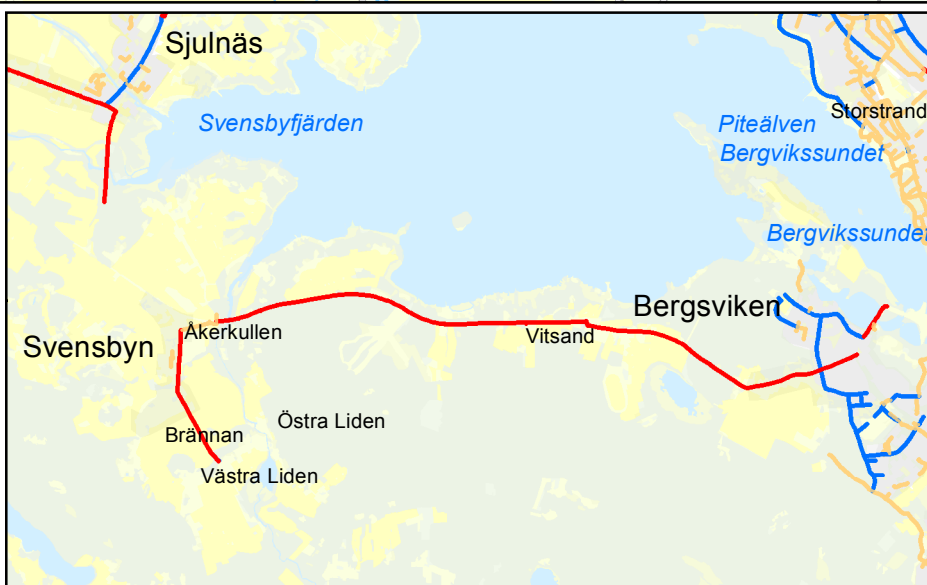 Sjulnäs
Svensbyfjärden
Storstrand
Piteälven
Bergvikssundet
Bergvikssundet
Bergsviken
Åkerkullen
Vitsand
Svensbyn
Östra Liden
Brännan
Västra Liden